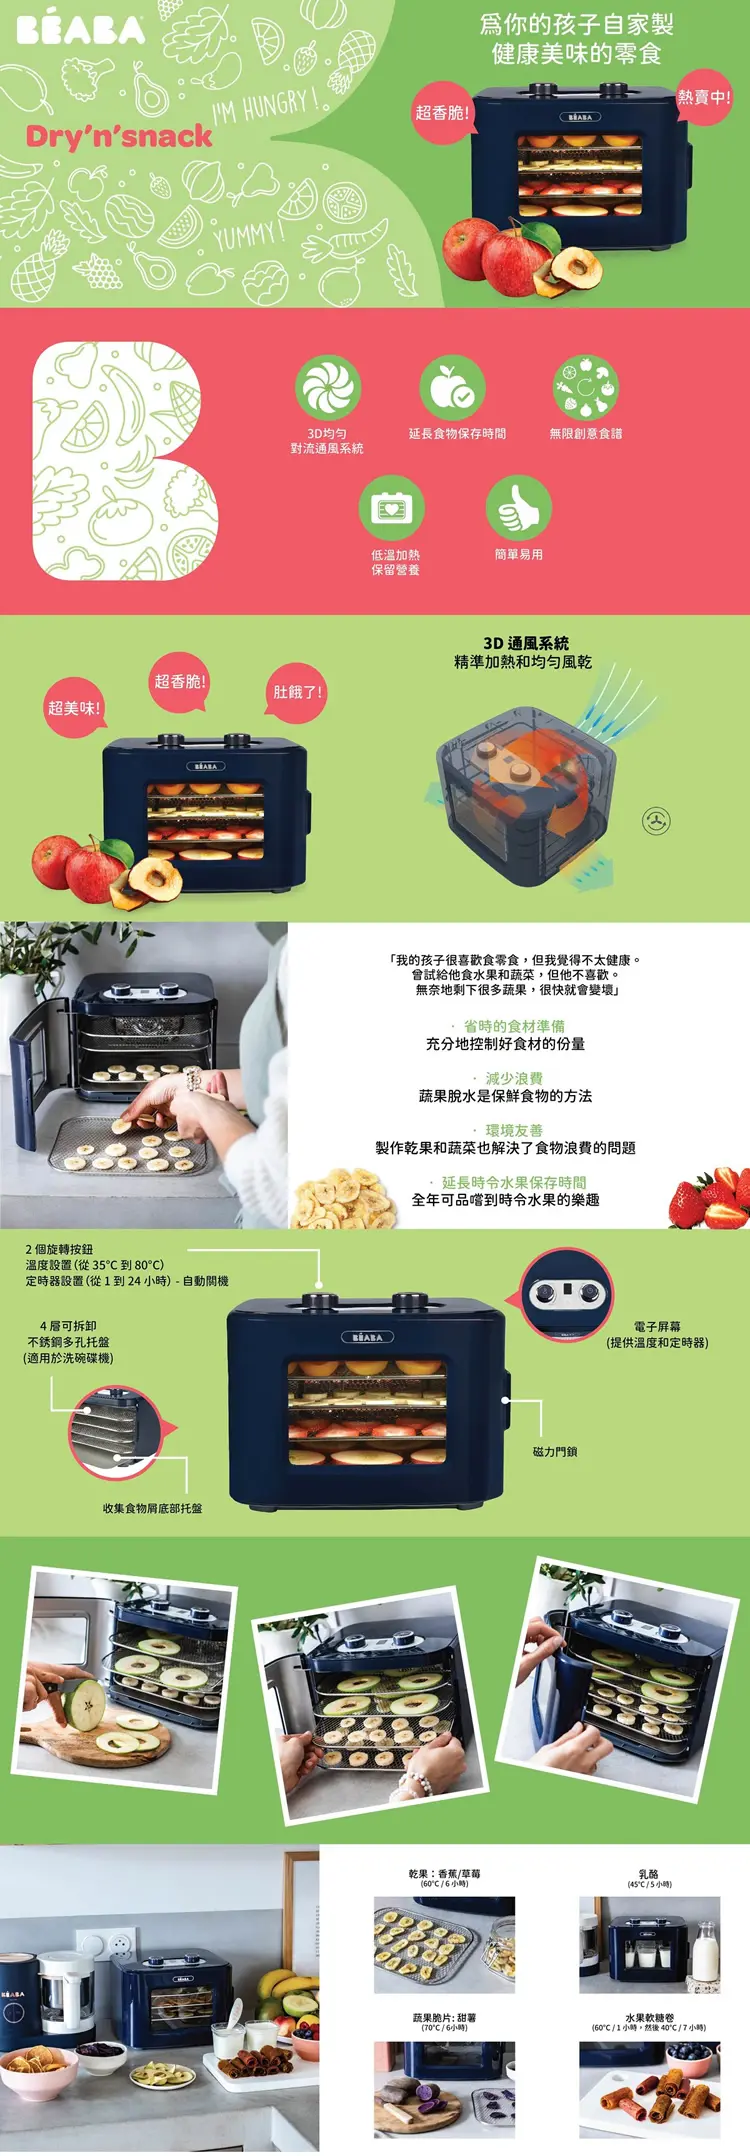 BÉABA
Dry'n'snack
I'M HUNGRY!
YUMMY!
爲你的孩子自家製
健康美味的零食
超香脆!
熱賣中!
BÉABA
3D均勻
對流通風系統
延長食物保存時間
無限創意食譜
低溫加熱
保留營養
簡單易用
超美味!
超香脆!
肚餓了!
BÉABA
3D 通風系統
精準加熱和均勻風乾
「我的孩子很喜歡食零食，但我覺得不太健康。
曾試給他食水果和蔬菜，但他不喜歡。
無奈地剩下很多蔬果，很快就會變壞」
· 省時的食材準備
充分地控制好食材的份量
· 減少浪費
蔬果脫水是保鮮食物的方法
· 環境友善
製作乾果和蔬菜也解決了食物浪費的問題
· 延長時令水果保存時間
全年可品嚐到時令水果的樂趣
2 個旋轉按鈕
溫度設置 (從 35°C 到 80°C)
定時器設置 (從 1 到 24 小時) - 自動關機
4 層可拆卸
不銹鋼多孔托盤
(適用於洗碗碟機)
收集食物屑底部托盤
BÉABA
電子屏幕
(提供溫度和定時器)
磁力門鎖
BÉABA
BÉABA
乾果：香蕉/草莓
(60°C / 6 小時)
乳酪
(45°C / 5 小時)
蔬果脆片: 甜薯
(70°C / 6小時)
水果軟糖卷
(60°C / 1 小時，然後 40°C / 7 小時)